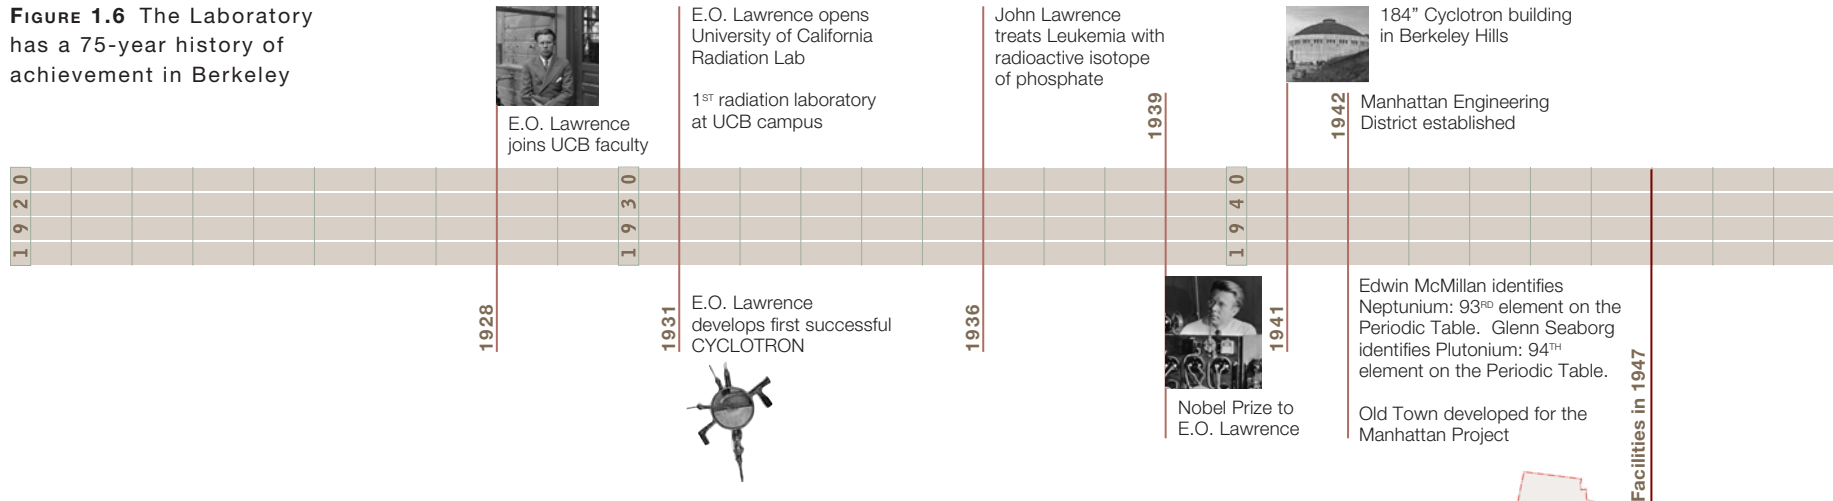 FIGURE 1.6 The Laboratory
has a 75-year history of
achievement in Berkeley
E.O. Lawrence
joins UCB faculty
E.O. Lawrence opens
University of California
Radiation Lab
1ST radiation laboratory
at UCB campus
John Lawrence
treats Leukemia with
radioactive isotope
of phosphate
1939
184” Cyclotron building
in Berkeley Hills
1942
Manhattan Engineering
District established
1920
1930
1940
1928
1931
E.O. Lawrence
develops first successful
CYCLOTRON
1936
Nobel Prize to
E.O. Lawrence
1941
Edwin McMillan identifies
Neptunium: 93RD element on the
Periodic Table.  Glenn Seaborg
identifies Plutonium: 94TH
element on the Periodic Table.
Old Town developed for the
Manhattan Project
Facilities in 1947